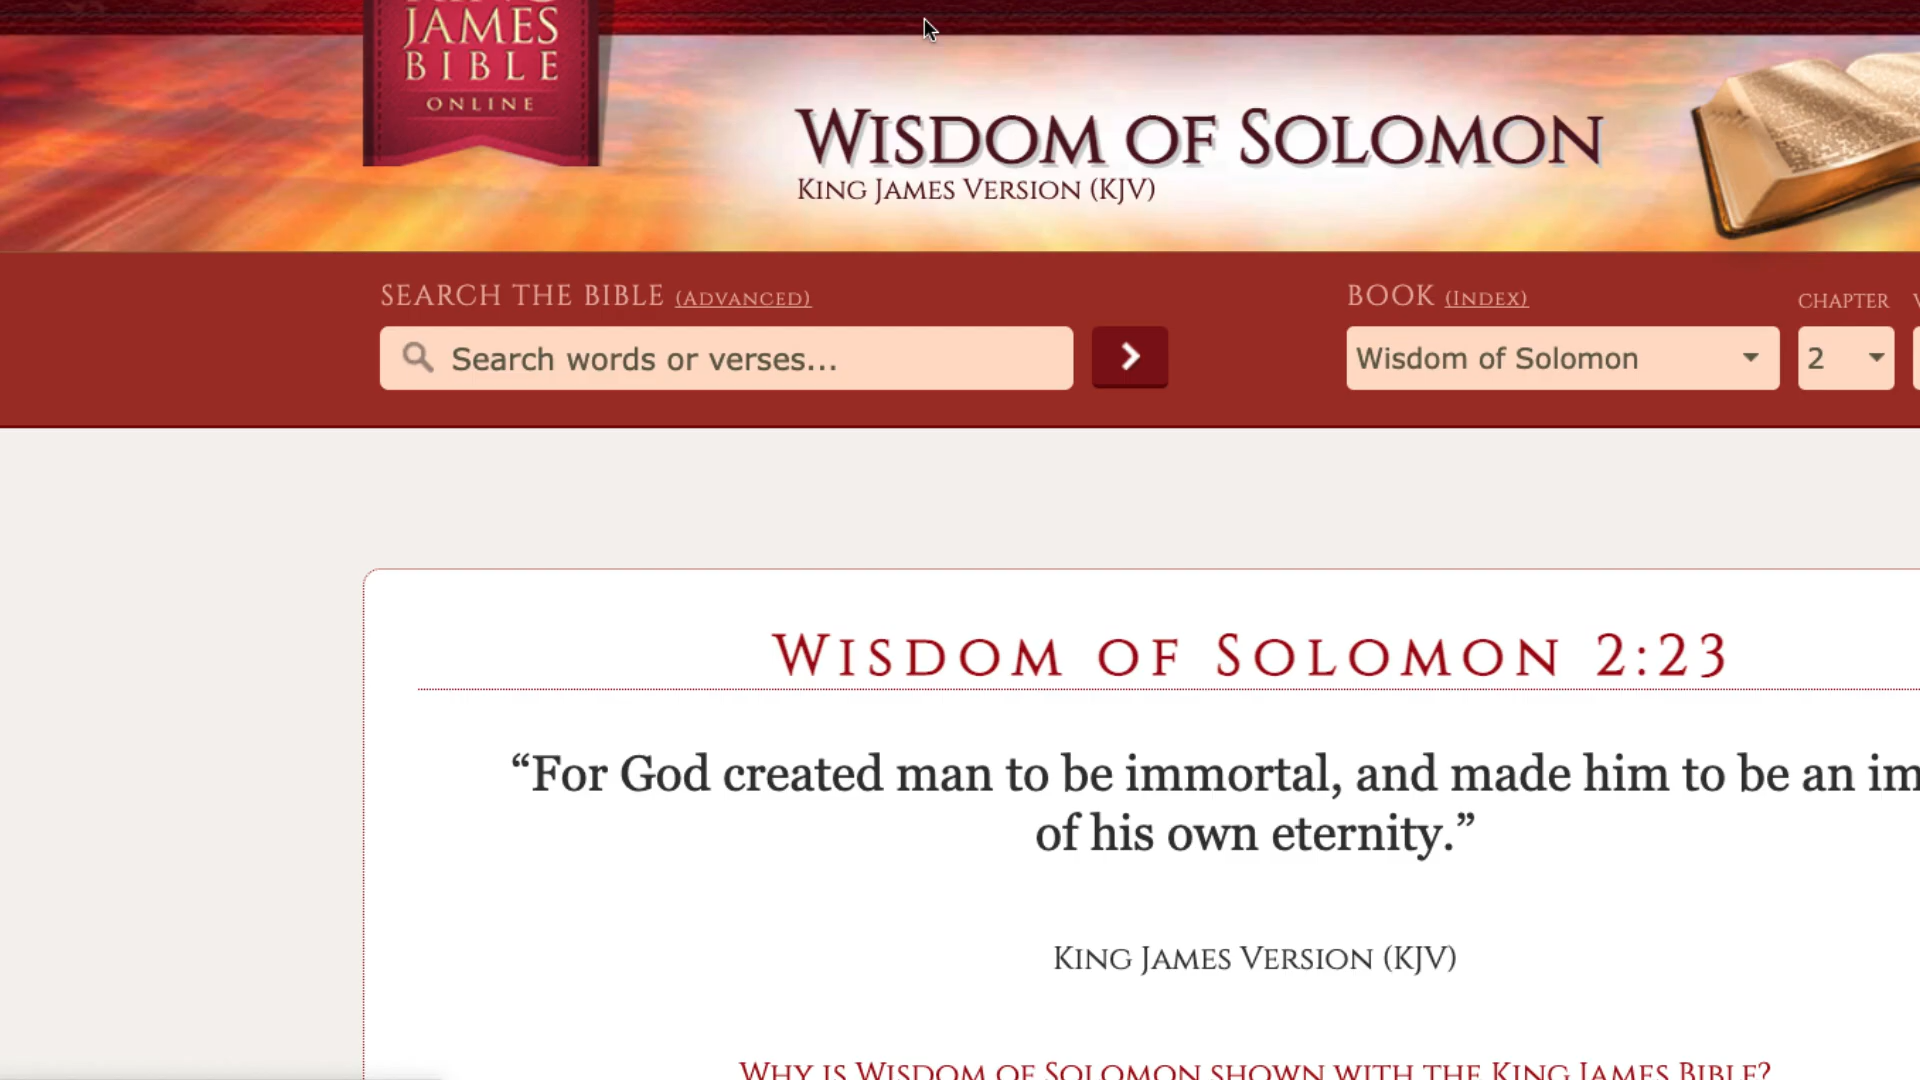 JAMES
BIBLE
ONLINE
WISDOM OF SOLOMON
KING JAMES VERSION (KJV)
SEARCH THE BIBLE (ADVANCED)
BOOK (INDEX)
CHAPTER
Search words or verses...
Wisdom of Solomon
2
WISDOM OF SOLOMON 2:23
“For God created man to be immortal, and made him to be an
of his own eternity.”
KING JAMES VERSION (KJV)
WHY IS WISDOM OF SOLOMON SHOWN WITH THE KING JAMES BIBLE?